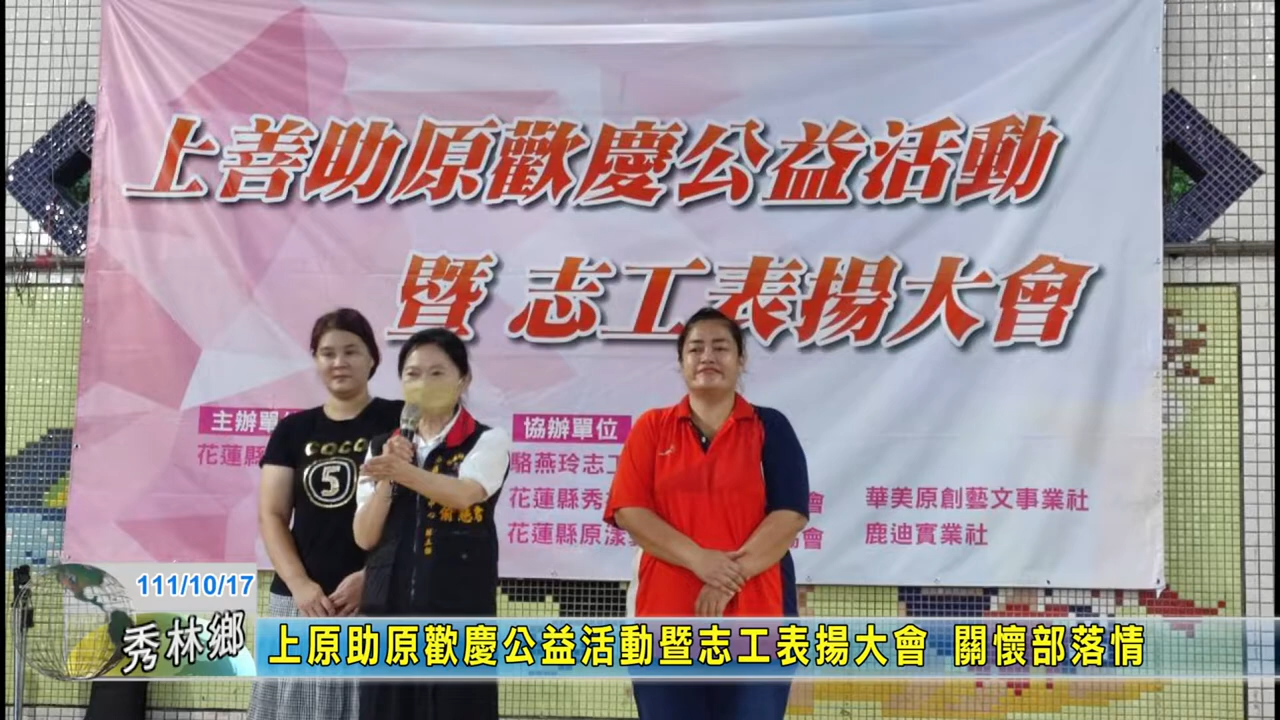 上善助原歡慶公益活動
暨 志工表揚大會
主辦單
花蓮縣
協辦單位
駱燕玲志工
花蓮縣秀 會 華美原創藝文事業社
花蓮縣原漾 會 鹿迪實業社
COCO
5
111/10/17
秀林鄉
上原助原歡慶公益活動暨志工表揚大會 關懷部落情